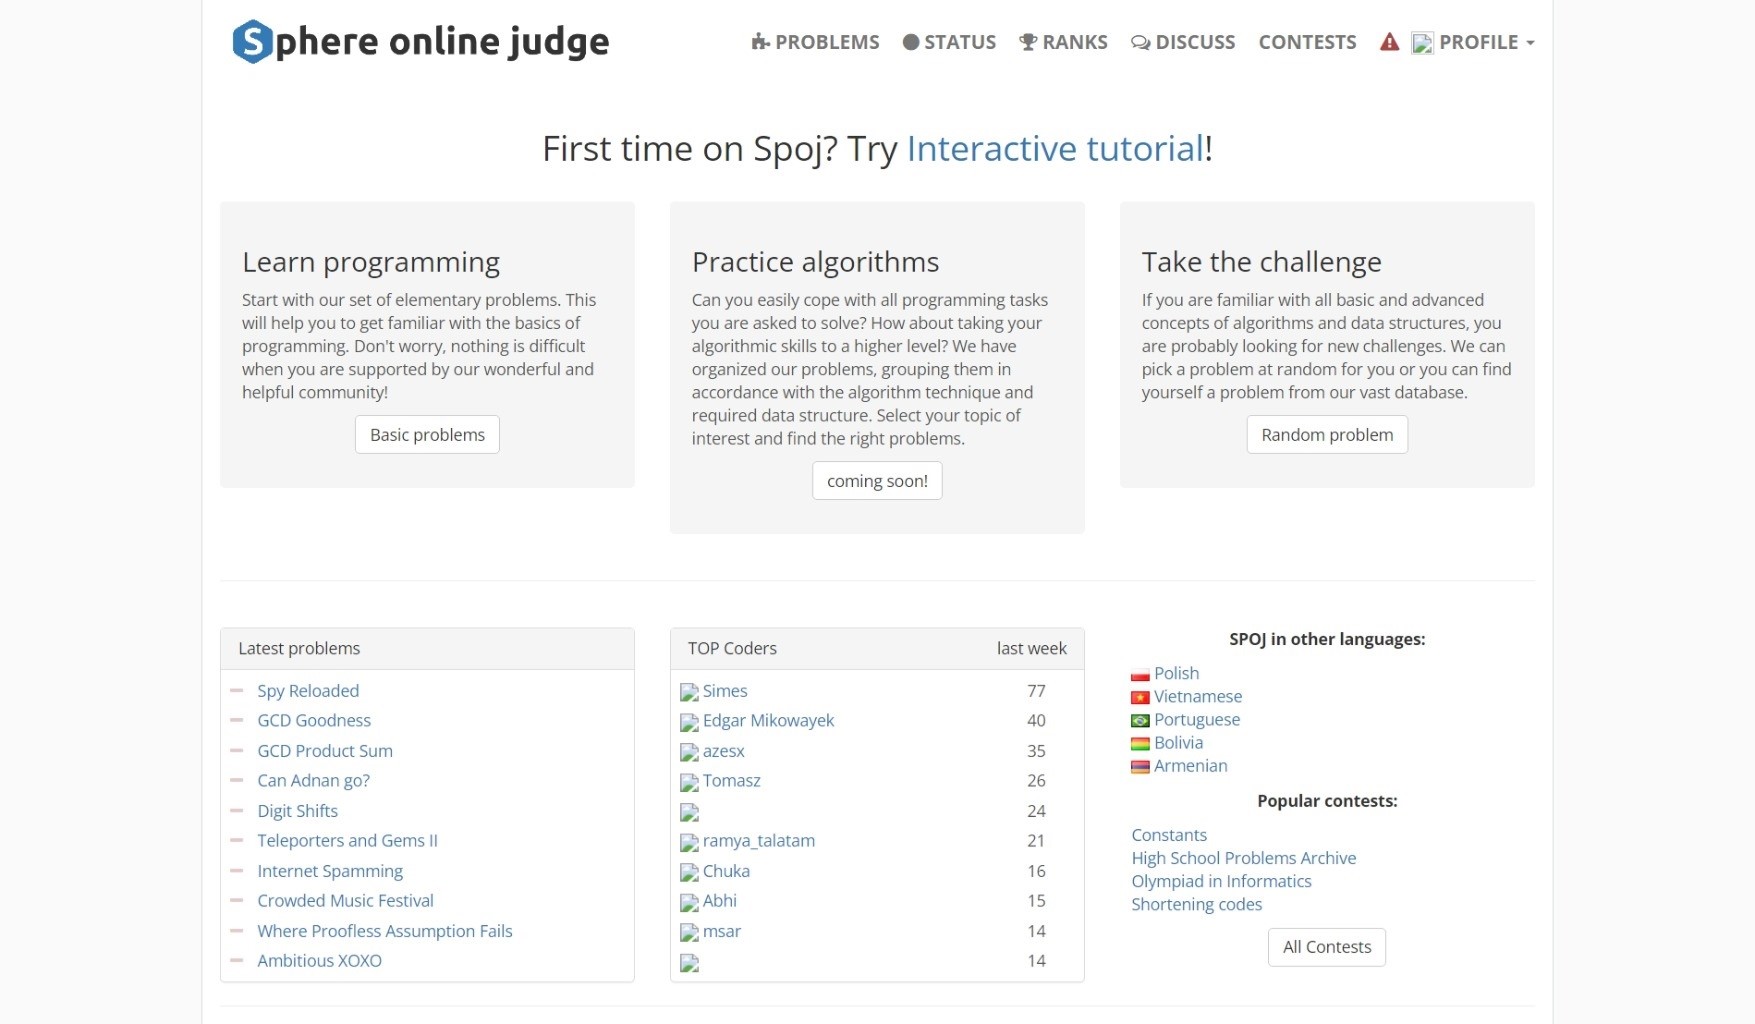 Sphere online judge
PROBLEMS STATUS RANKS DISCUSS CONTESTS PROFILE
First time on Spoj? Try Interactive tutorial!
Learn programming
Start with our set of elementary problems. This
will help you to get familiar with the basics of
programming. Don't worry, nothing is difficult
when you are supported by our wonderful and
helpful community!
Basic problems
Practice algorithms
Can you easily cope with all programming tasks
you are asked to solve? How about taking your
algorithmic skills to a higher level? We have
organized our problems, grouping them in
accordance with the algorithm technique and
required data structure. Select your topic of
interest and find the right problems.
coming soon!
Take the challenge
If you are familiar with all basic and advanced
concepts of algorithms and data structures, you
are probably looking for new challenges. We can
pick a problem at random for you or you can find
yourself a problem from our vast database.
Random problem
Latest problems
Spy Reloaded
GCD Goodness
GCD Product Sum
Can Adnan go?
Digit Shifts
Teleporters and Gems II
Internet Spamming
Crowded Music Festival
Where Proofless Assumption Fails
Ambitious XOXO
TOP Coders last week
Simes 77
Edgar Mikowayek 40
azesx 35
Tomasz 26
24
ramya_talatam 21
Chuka 16
Abhi 15
msar 14
14
SPOJ in other languages:
Polish
Vietnamese
Portuguese
Bolivia
Armenian
Popular contests:
Constants
High School Problems Archive
Olympiad in Informatics
Shortening codes
All Contests